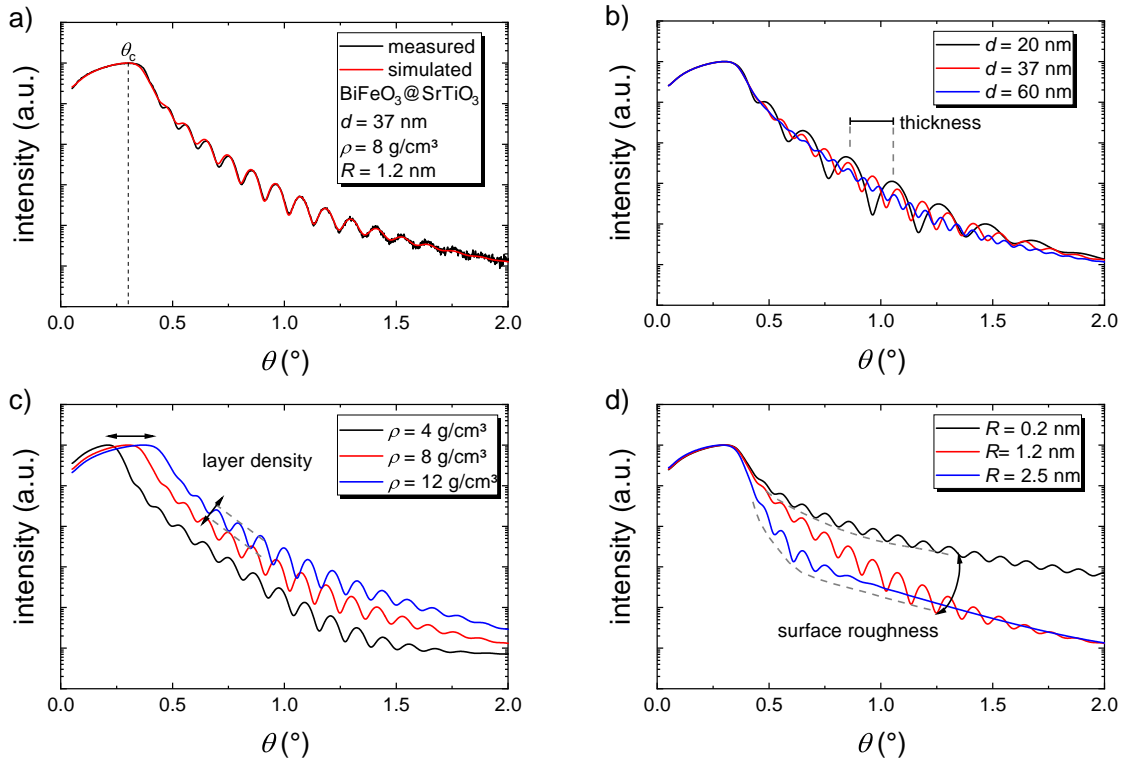 a)
θc
measured
simulated
BiFeO₃@SrTiO₃
d = 37 nm
ρ = 8 g/cm³
R = 1.2 nm
intensity (a.u.)
0.0 0.5 1.0 1.5 2.0
θ (°)
b)
d = 20 nm
d = 37 nm
d = 60 nm
thickness
intensity (a.u.)
0.0 0.5 1.0 1.5 2.0
θ (°)
c)
ρ = 4 g/cm³
ρ = 8 g/cm³
ρ = 12 g/cm³
layer density
intensity (a.u.)
0.0 0.5 1.0 1.5 2.0
θ (°)
d)
R = 0.2 nm
R= 1.2 nm
R = 2.5 nm
surface roughness
intensity (a.u.)
0.0 0.5 1.0 1.5 2.0
θ (°)